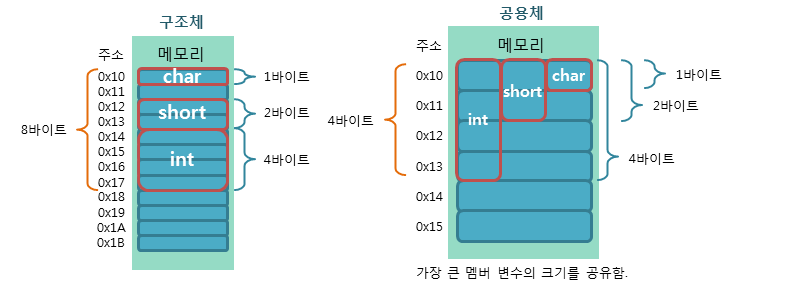 구조체
주소
메모리
0x10
0x11
0x12
0x13
0x14
0x15
0x16
0x17
0x18
0x19
0x1A
0x1B
char
short
int
8바이트
1바이트
2바이트
4바이트
공용체
주소
메모리
0x10
0x11
0x12
0x13
0x14
0x15
int
short
char
4바이트
1바이트
2바이트
4바이트
가장 큰 멤버 변수의 크기를 공유함.